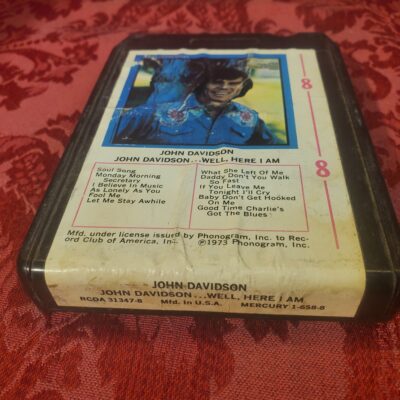 8
8
JOHN DAVIDSON
JOHN DAVIDSON...WELL, HERE I AM
Soul Song
Monday Morning
Secretary
I Believe In Music
As Lonely As You
Fool Me
Let Me Stay Awhile
What She Left Of Me
Daddy Don't You Walk
So Fast
If You Leave Me
Tonight I'll Cry
Baby Don't Get Hooked
On Me
Good Time Charlie's
Got The Blues
Mfd. under license issued by Phonogram, Inc. to Rec-
ord Club of America, Inc. ℗1973 Phonogram, Inc.
JOHN DAVIDSON
JOHN DAVIDSON...WELL, HERE I AM
RCOA 31347-8 Mfd. In U.S.A. MERCURY 1-658-8